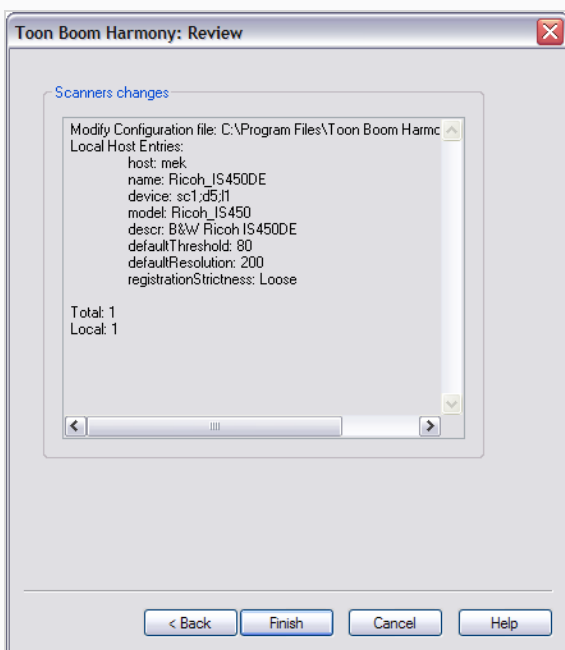 Toon Boom Harmony: Review
Scanners changes
Modify Configuration file: C:\Program Files\Toon Boom Harmo
Local Host Entries:
host: mek
name: Ricoh_IS450DE
device: sc1;d5;l1
model: Ricoh_IS450
descr: B&W Ricoh IS450DE
defaultThreshold: 80
defaultResolution: 200
registrationStrictness: Loose
Total: 1
Local: 1
< Back Finish Cancel Help